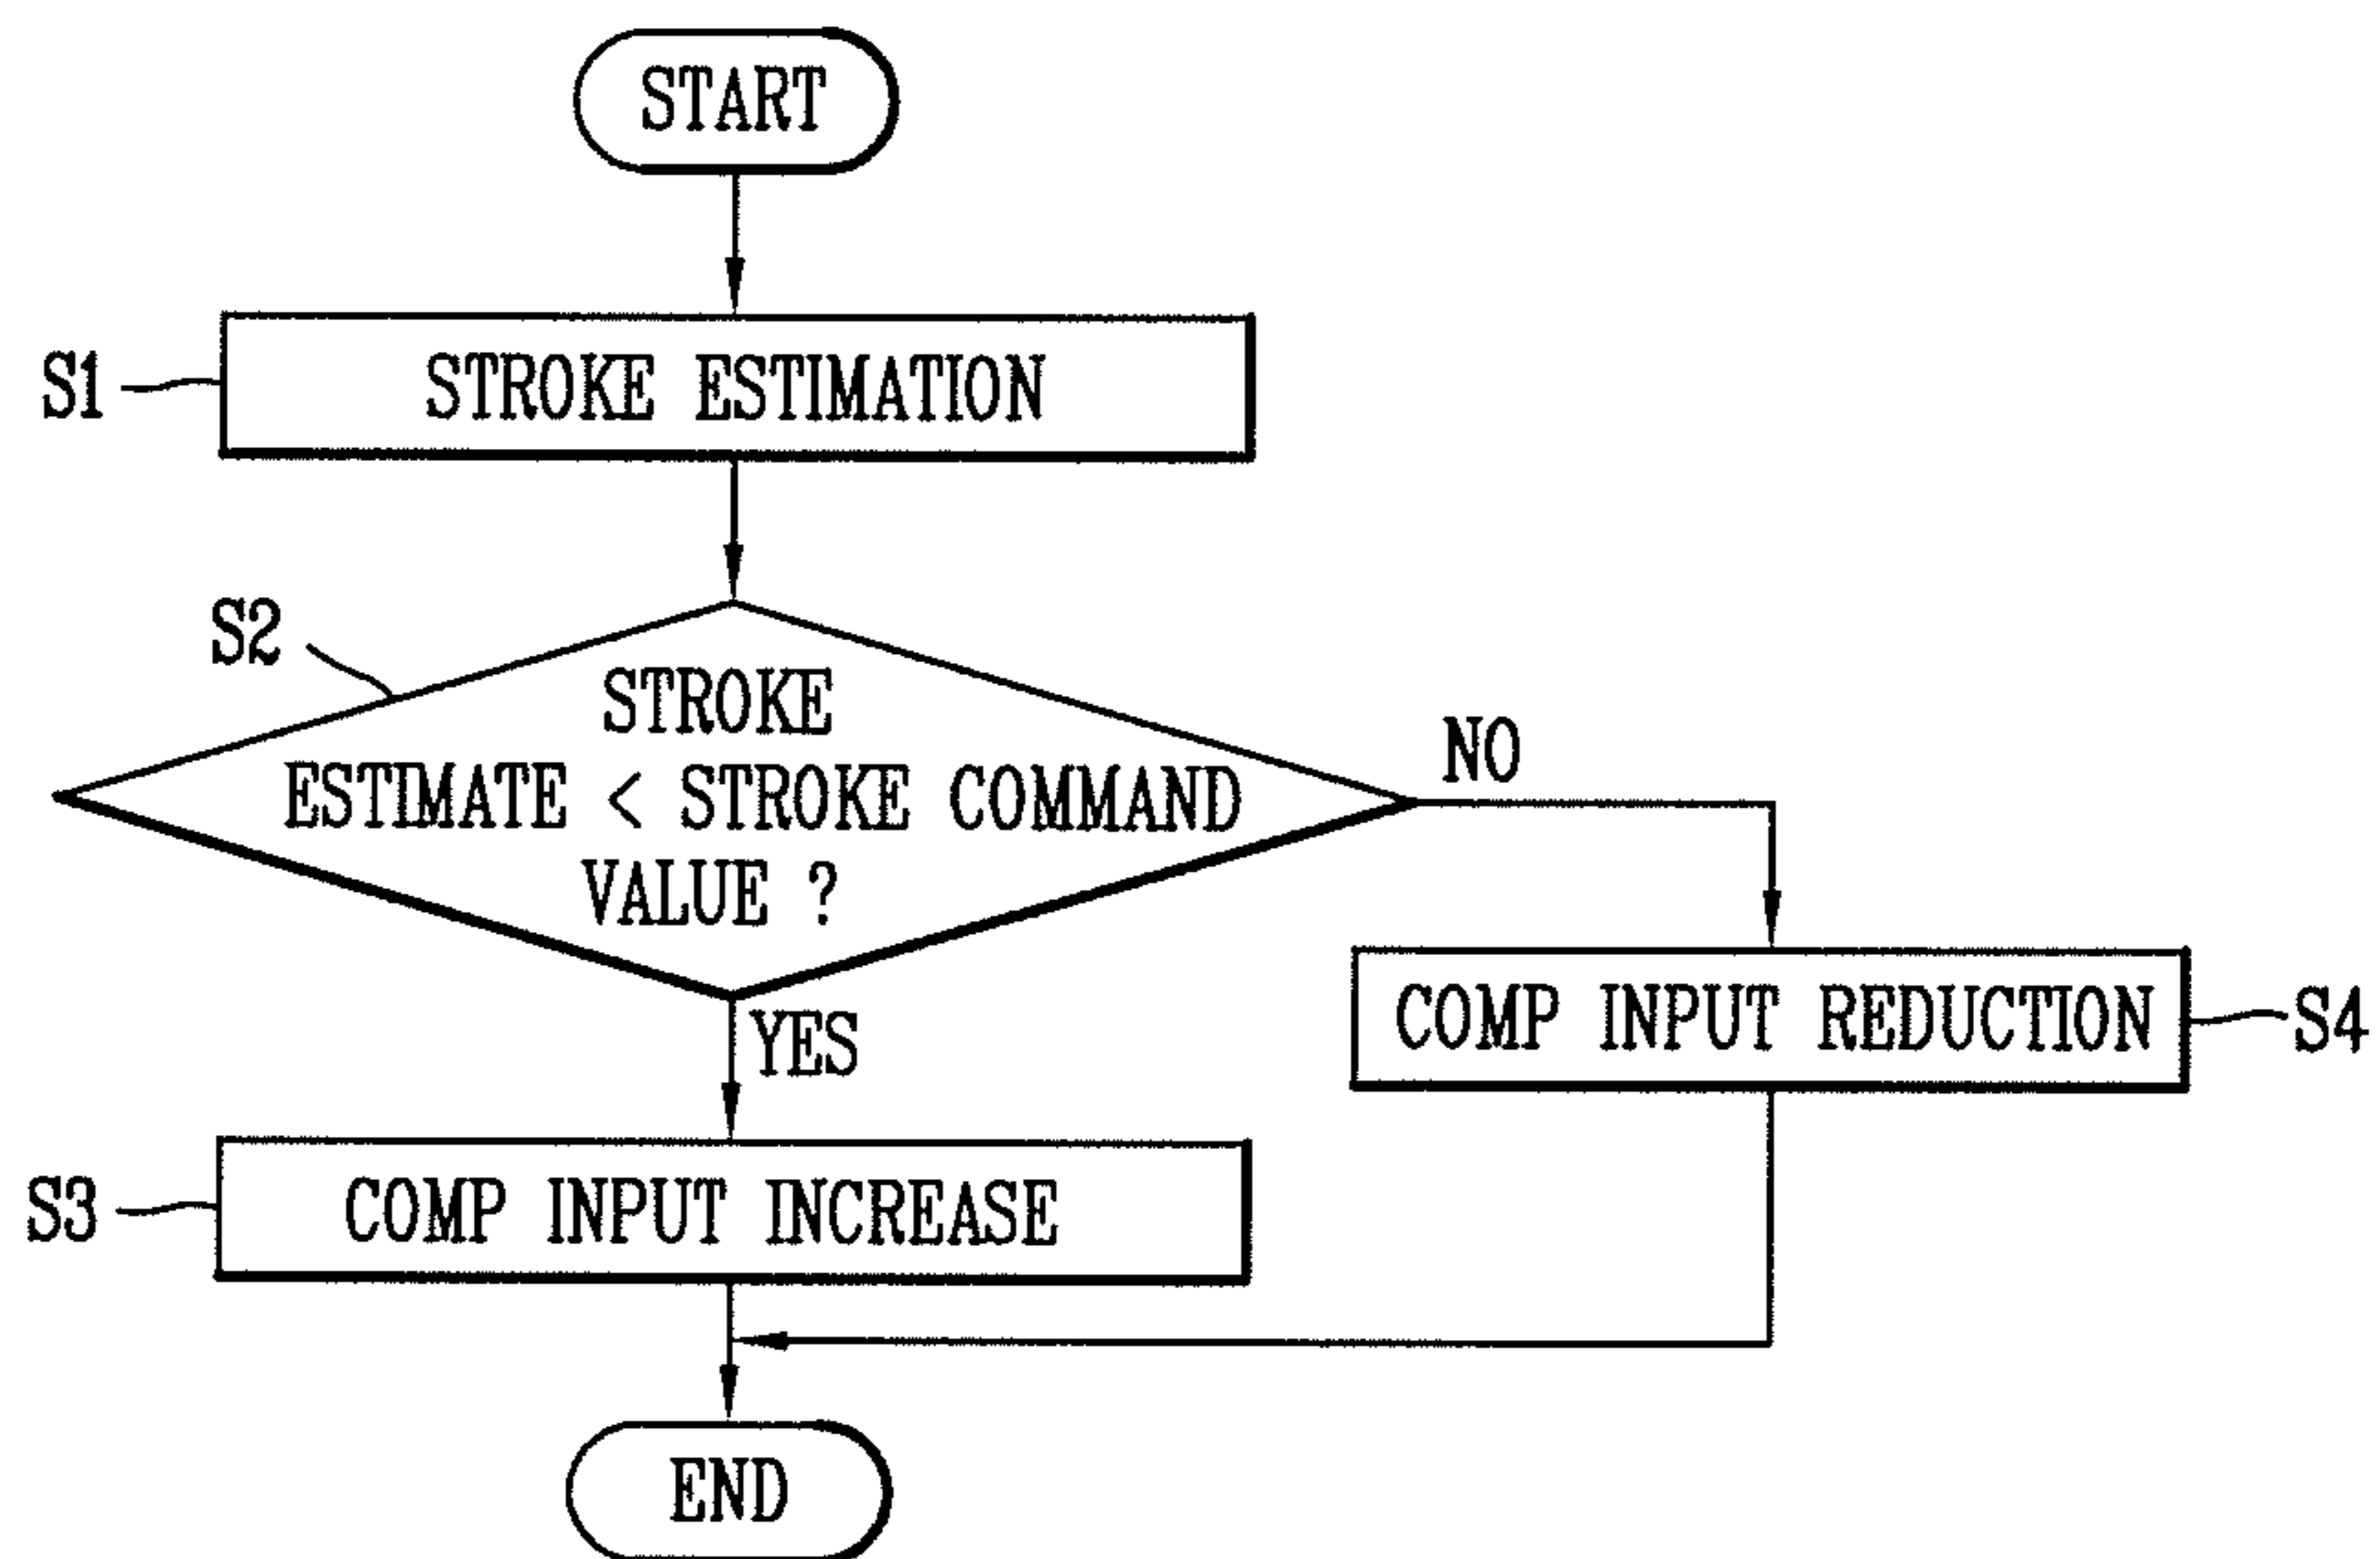 START
S1
STROKE ESTIMATION
S2
STROKE
ESTIMATE < STROKE COMMAND
VALUE ?
NO
YES
COMP INPUT REDUCTION
S4
S3
COMP INPUT INCREASE
END